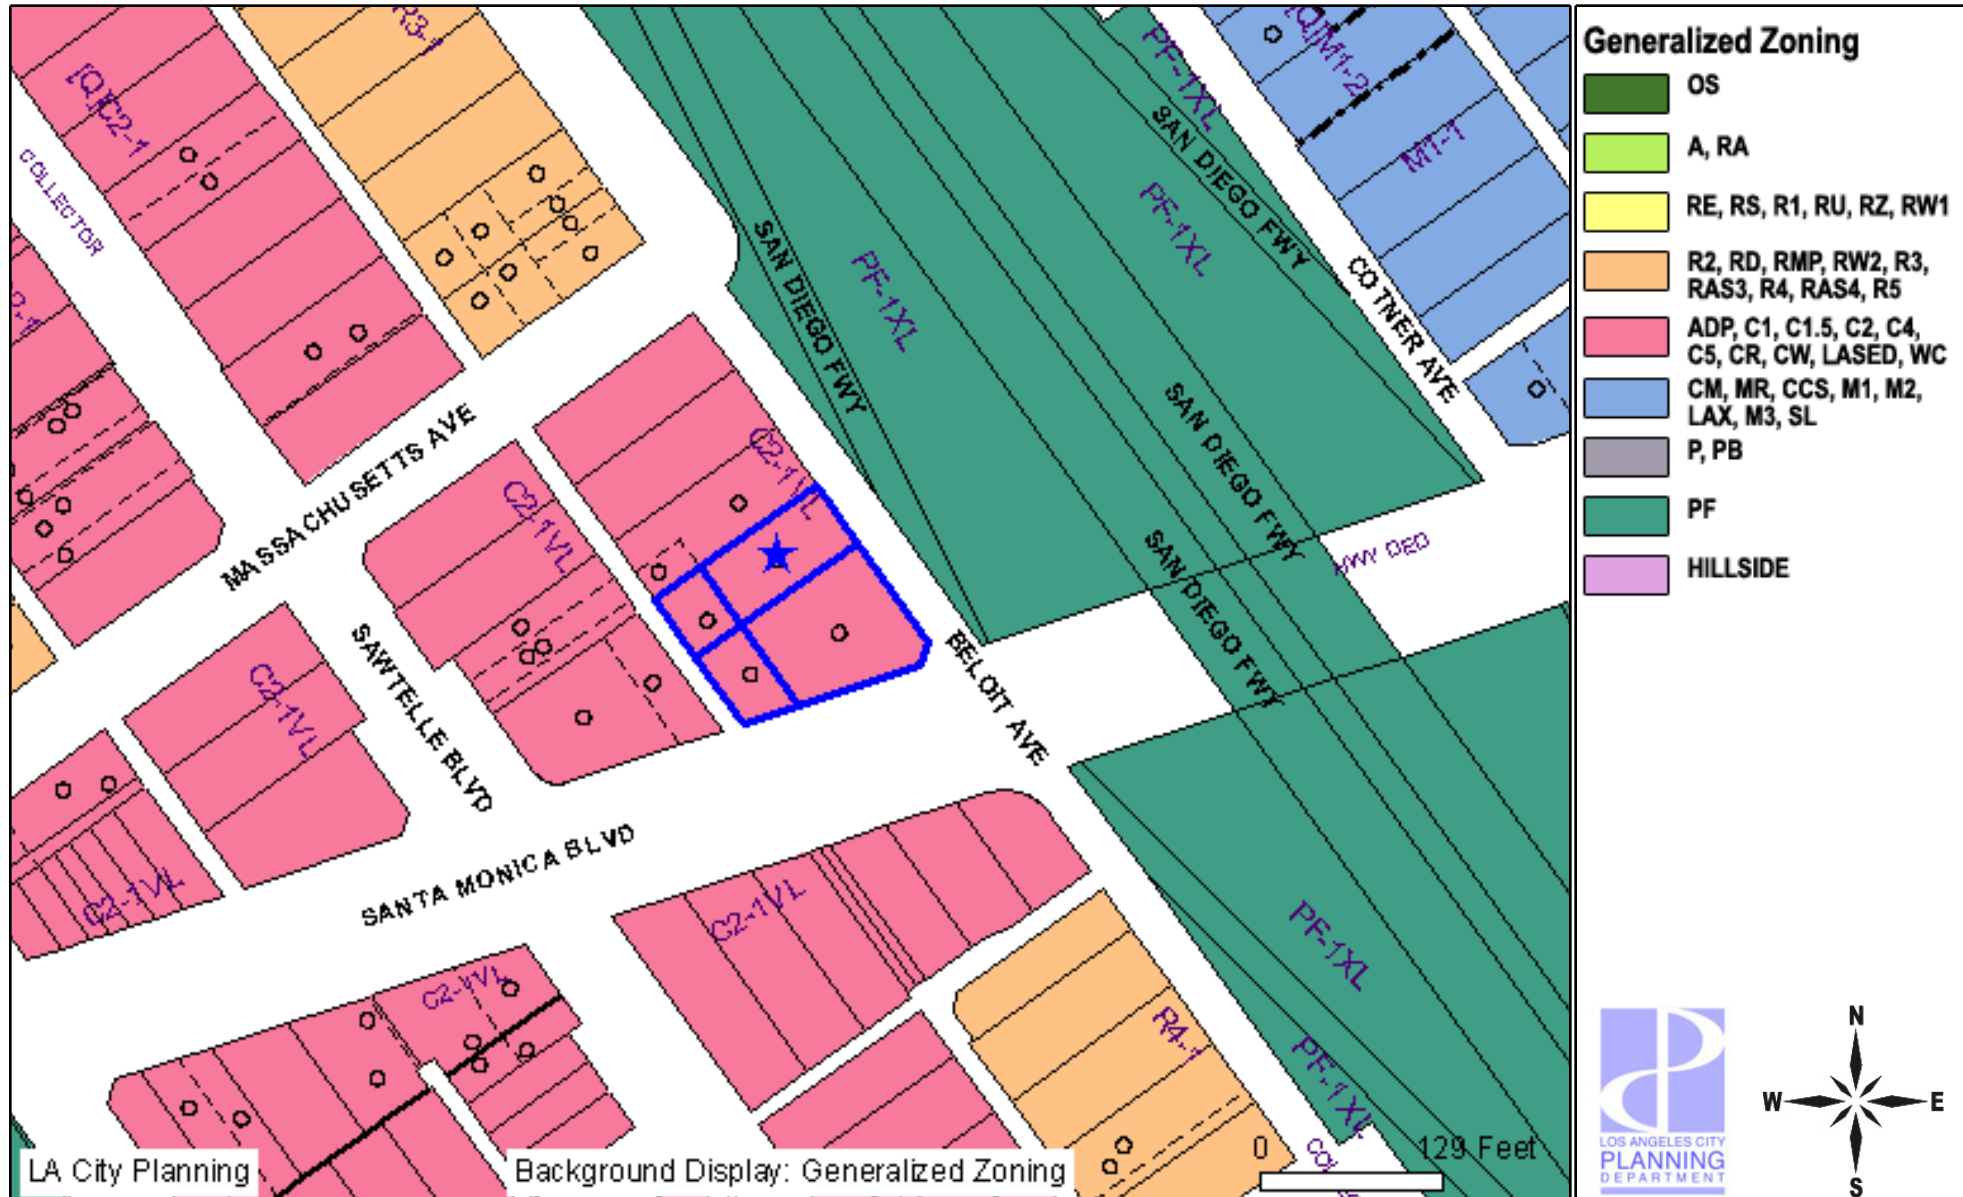 R3-1
[Q]C2-1
COLLECTOR
PF-1XL
SAN DIEGO FWY
PF-1XL
[Q]M1-2
M1-1
SAN DIEGO FWY
PF-1XL
COTNER AVE
MASSACHUSETTS AVE
C2-1VL
C2-1VL
SAN DIEGO FWY
SAN DIEGO FWY
HWY DED
SAWTELLE BLVD
BELOIT AVE
C2-1VL
C2-1VL
SANTA MONICA BLVD
C2-1VL
C2-1VL
R4-1
PF-1XL
PF-1XL
LA City Planning
Background Display: Generalized Zoning
0 129 Feet
Generalized Zoning
OS
A, RA
RE, RS, R1, RU, RZ, RW1
R2, RD, RMP, RW2, R3,
RAS3, R4, RAS4, R5
ADP, C1, C1.5, C2, C4,
C5, CR, CW, LASED, WC
CM, MR, CCS, M1, M2,
LAX, M3, SL
P, PB
PF
HILLSIDE
LOS ANGELES CITY
PLANNING
DEPARTMENT
N
W E
S